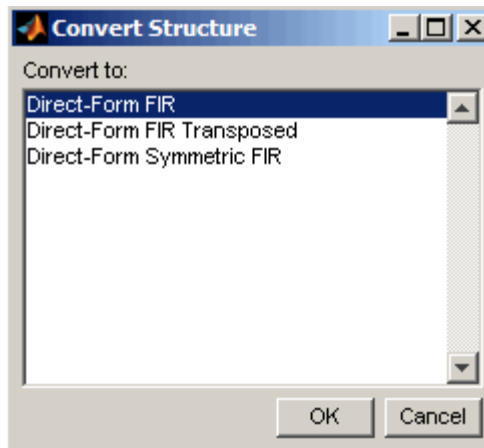 Convert Structure
Convert to:
Direct-Form FIR
Direct-Form FIR Transposed
Direct-Form Symmetric FIR
OK Cancel